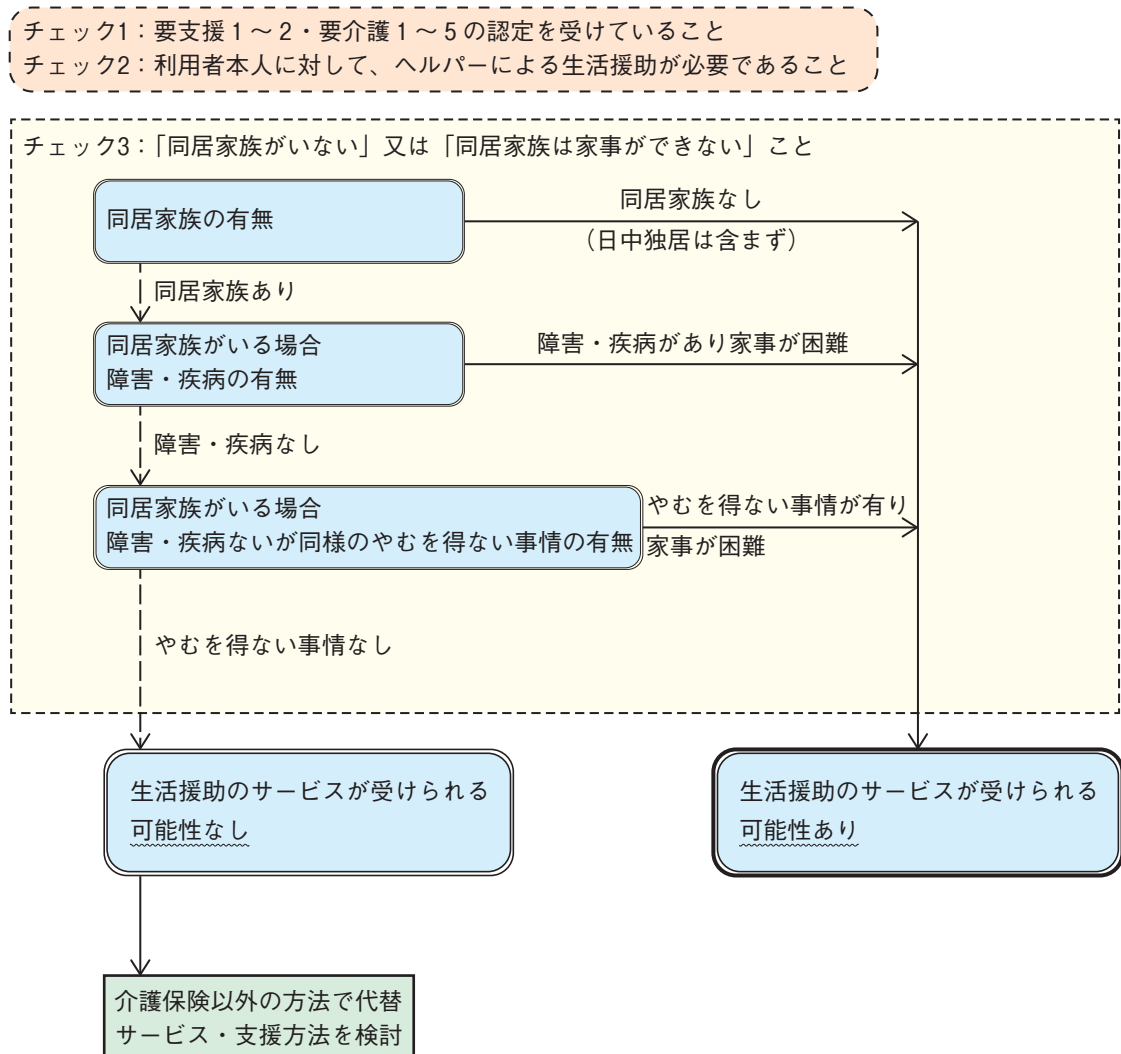 チェック1：要支援１～２・要介護１～５の認定を受けていること
チェック2：利用者本人に対して、ヘルパーによる生活援助が必要であること
チェック3：「同居家族がいない」又は「同居家族は家事ができない」こと
同居家族の有無
同居家族なし
（日中独居は含まず）
同居家族あり
同居家族がいる場合
障害・疾病の有無
障害・疾病があり家事が困難
障害・疾病なし
同居家族がいる場合
障害・疾病ないが同様のやむを得ない事情の有無
やむを得ない事情が有り
家事が困難
やむを得ない事情なし
生活援助のサービスが受けられる
可能性なし
生活援助のサービスが受けられる
可能性あり
介護保険以外の方法で代替
サービス・支援方法を検討